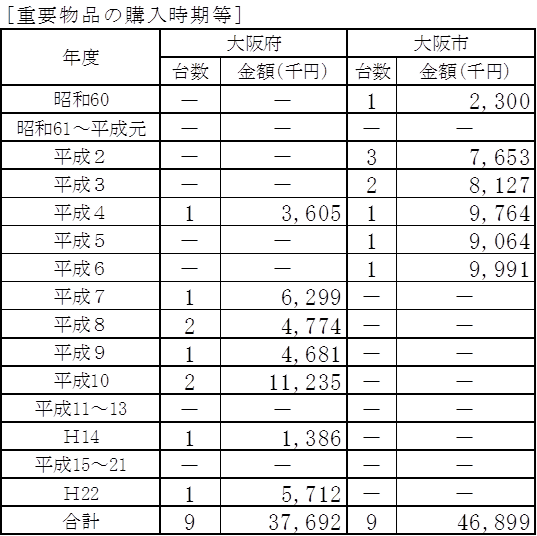 ［重要物品の購入時期等］
年度 大阪府 大阪市
台数 金額(千円) 台数 金額(千円)
昭和60 － － 1 2,300
昭和61～平成元 － － － －
平成２ － － 3 7,653
平成３ － － 2 8,127
平成４ 1 3,605 1 9,764
平成５ － － 1 9,064
平成６ － － 1 9,991
平成７ 1 6,299 － －
平成８ 2 4,774 － －
平成９ 1 4,681 － －
平成10 2 11,235 － －
平成11～13 － － － －
H14 1 1,386 － －
平成15～21 － － － －
H22 1 5,712 － －
合計 9 37,692 9 46,899